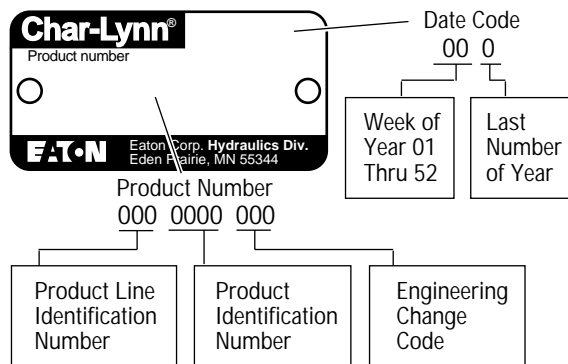 Char-Lynn®
Product number
EATON
Eaton Corp. Hydraulics Div.
Eden Prairie, MN 55344
Date Code
00 0
Week of
Year 01
Thru 52
Last
Number
of Year
Product Number
000 0000 000
Product Line
Identification
Number
Product
Identification
Number
Engineering
Change
Code